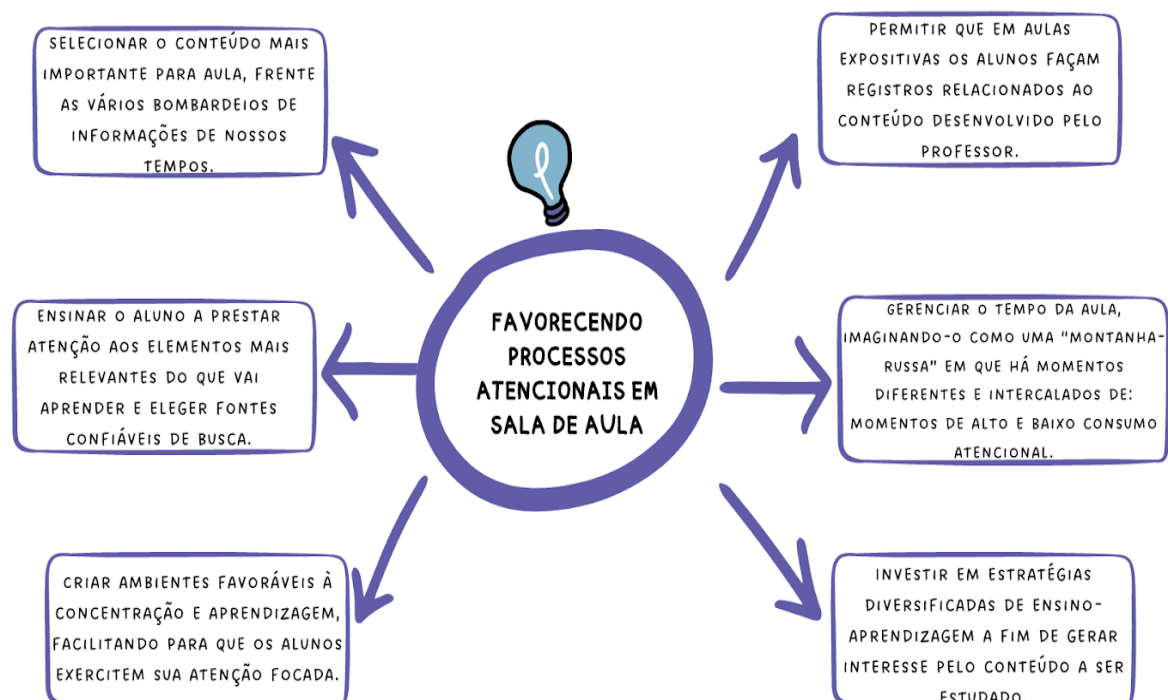 SELECIONAR O CONTEÚDO MAIS
IMPORTANTE PARA AULA, FRENTE
AS VÁRIOS BOMBARDEIOS DE
INFORMAÇÕES DE NOSSOS
TEMPOS.
PERMITIR QUE EM AULAS
EXPOSITIVAS OS ALUNOS FAÇAM
REGISTROS RELACIONADOS AO
CONTEÚDO DESENVOLVIDO PELO
PROFESSOR.
FAVORECENDO
PROCESSOS
ATENCIONAIS EM
SALA DE AULA
ENSINAR O ALUNO A PRESTAR
ATENÇÃO AOS ELEMENTOS MAIS
RELEVANTES DO QUE VAI
APRENDER E ELEGER FONTES
CONFIÁVEIS DE BUSCA.
GERENCIAR O TEMPO DA AULA,
IMAGINANDO-O COMO UMA "MONTANHA-
RUSSA" EM QUE HÁ MOMENTOS
DIFERENTES E INTERCALADOS DE:
MOMENTOS DE ALTO E BAIXO CONSUMO
ATENCIONAL.
CRIAR AMBIENTES FAVORÁVEIS À
CONCENTRAÇÃO E APRENDIZAGEM,
FACILITANDO PARA QUE OS ALUNOS
EXERCITEM SUA ATENÇÃO FOCADA.
INVESTIR EM ESTRATÉGIAS
DIVERSIFICADAS DE ENSINO-
APRENDIZAGEM A FIM DE GERAR
INTERESSE PELO CONTEÚDO A SER
ESTUDADO